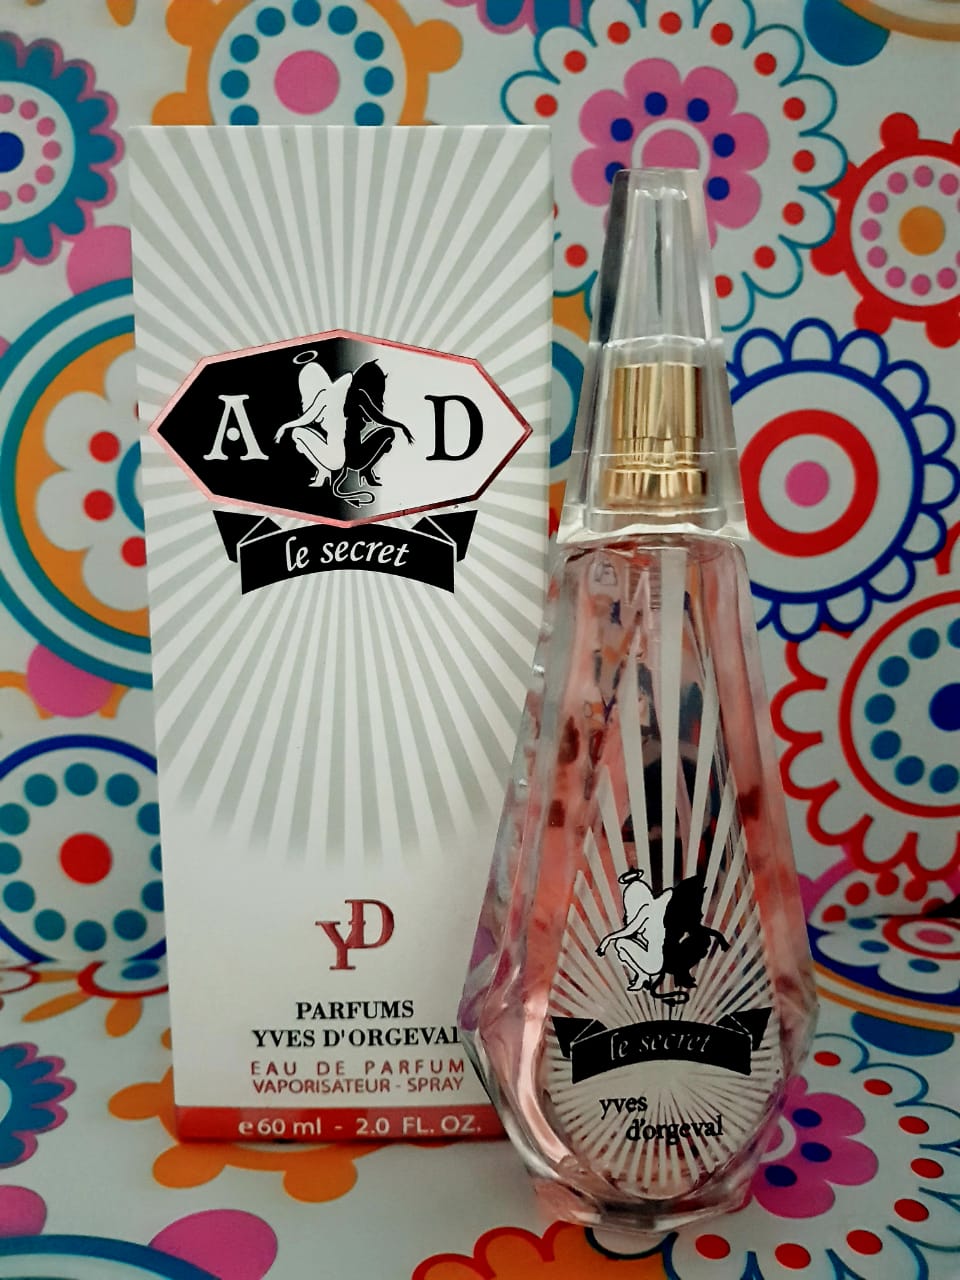 A D
le secret
YD
PARFUMS
YVES D'ORGEVAL
EAU DE PARFUM
VAPORISATEUR - SPRAY
e 60 ml - 2.0 FL. OZ.
le secret
yves
d'orgeval